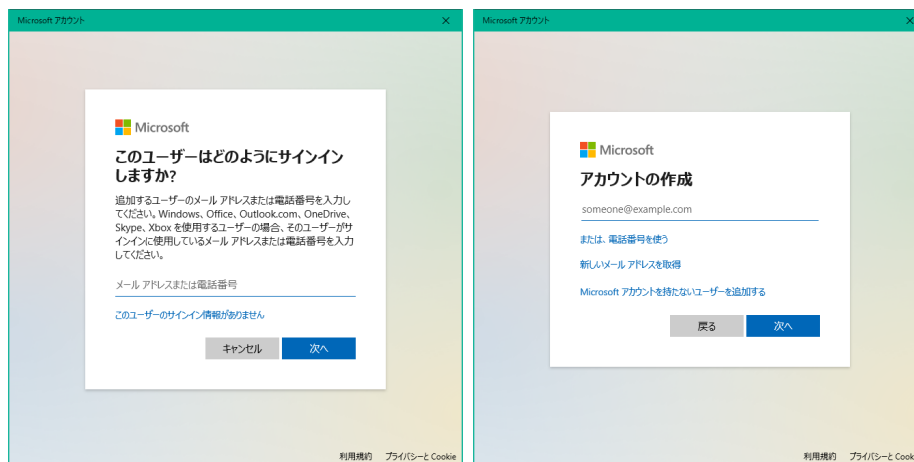 Microsoft アカウント
Microsoft
このユーザーはどのようにサインイン
しますか?
追加するユーザーのメール アドレスまたは電話番号を入力し
てください。Windows、Office、Outlook.com、OneDrive、
Skype、Xbox を使用するユーザーの場合、そのユーザーがサ
インインに使用しているメール アドレスまたは電話番号を入力
してください。
メール アドレスまたは電話番号
このユーザーのサインイン情報がありません
キャンセル
次へ
利用規約 プライバシーと Cookie
Microsoft アカウント
Microsoft
アカウントの作成
someone@example.com
または、電話番号を使う
新しいメール アドレスを取得
Microsoft アカウントを持たないユーザーを追加する
戻る
次へ
利用規約 プライバシーと Cook